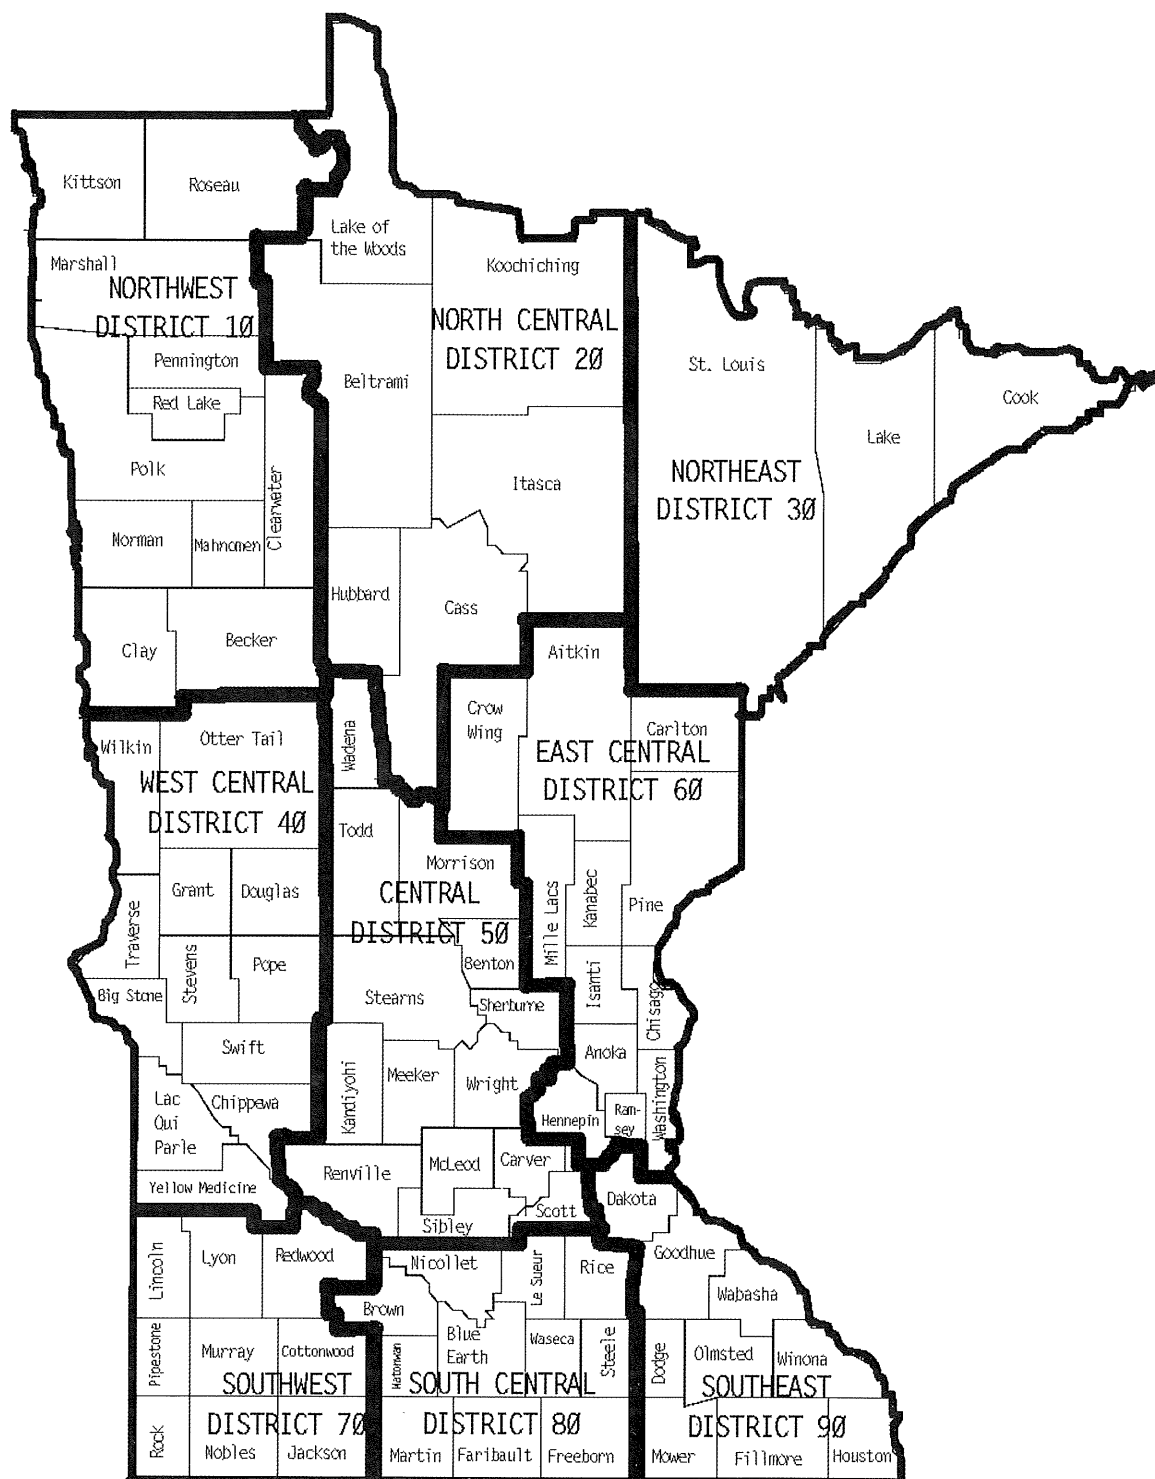 Kittson
Roseau
Lake of
the Woods
Koochiching
Marshall
NORTHWEST
DISTRICT 10
NORTH CENTRAL
DISTRICT 20
Pennington
Red Lake
Beltrami
St. Louis
Cook
Lake
Polk
Clearwater
Itasca
NORTHEAST
DISTRICT 30
Norman
Mahnomen
Hubbard
Cass
Clay
Becker
Aitkin
Wilkin
Otter Tail
Wadena
Crow
Wing
Carlton
WEST CENTRAL
DISTRICT 40
EAST CENTRAL
DISTRICT 60
Todd
Morrison
Grant
Douglas
CENTRAL
DISTRICT 50
Mille Lacs
Kanabec
Pine
Traverse
Stevens
Pope
Benton
Big Stone
Stearns
Sherburne
Isanti
Chisago
Swift
Kandiyohi
Meeker
Wright
Anoka
Washington
Lac
Qui
Parle
Chippewa
Hennepin
Ram-
sey
Yellow Medicine
Renville
McLeod
Carver
Scott
Dakota
Sibley
Lincoln
Lyon
Redwood
Nicollet
Le Sueur
Rice
Goodhue
Wabasha
Brown
Pipestone
Murray
Cottonwood
Watonwan
Blue
Earth
Waseca
Steele
Dodge
Olmsted
Winona
SOUTHWEST
DISTRICT 70
SOUTH CENTRAL
DISTRICT 80
SOUTHEAST
DISTRICT 90
Rock
Nobles
Jackson
Martin
Faribault
Freeborn
Mower
Fillmore
Houston